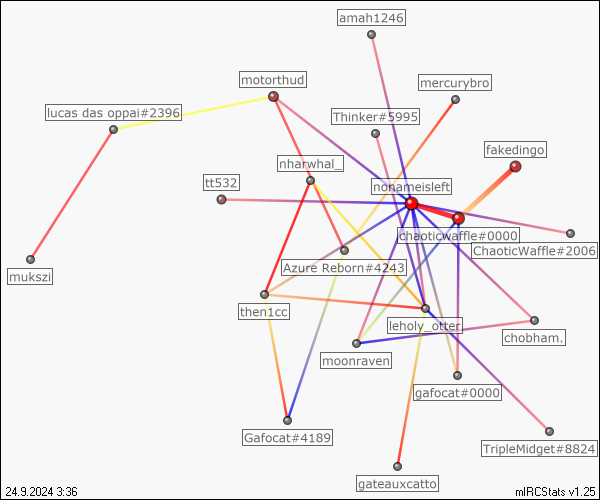 amah1246
motorthud
mercurybro
lucas das oppai#2396
Thinker#5995
fakedingo
nharwhal_
tt532
nonameisleft
chaoticwaffle#0000
ChaoticWaffle#2006
mukszi
Azure Reborn#4243
then1cc
leholy_otter
chobham.
moonraven
gafocat#0000
Gafocat#4189
TripleMidget#8824
gateauxcatto
24.9.2024 3:36
mIRCStats v1.25